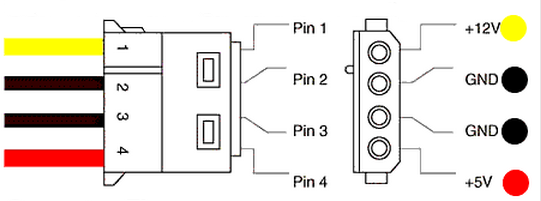 1
2
3
4
Pin 1
Pin 2
Pin 3
Pin 4
+12V
GND
GND
+5V